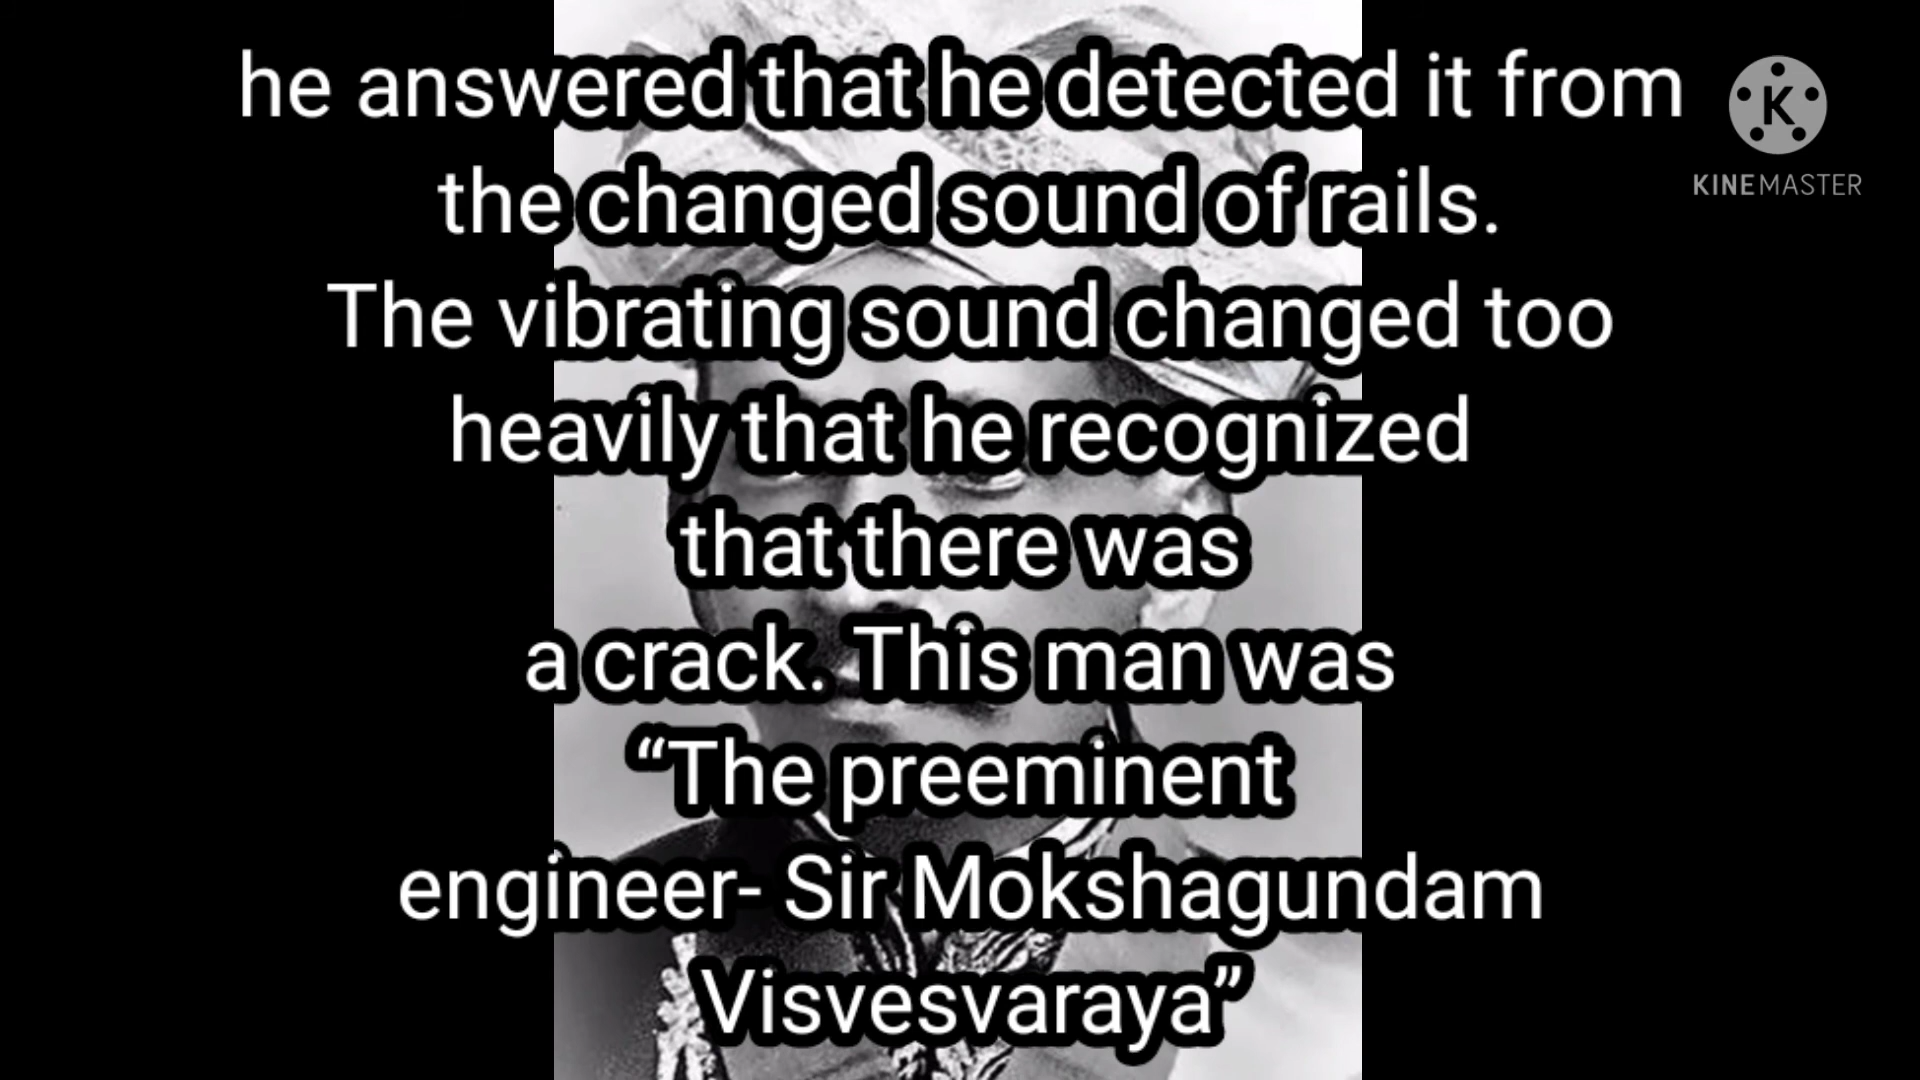 he answered that he detected it from
the changed sound of rails.
The vibrating sound changed too
heavily that he recognized
that there was
a crack. This man was
“The preeminent
engineer- Sir Mokshagundam
Visvesvaraya”
K
KINEMASTER